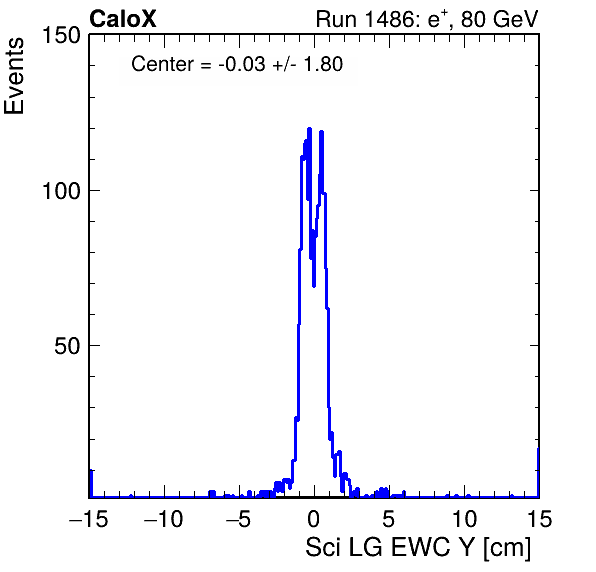 CaloX Run 1486: e⁺, 80 GeV
Center = -0.03 +/- 1.80
Events
150
100
50
−15 −10 −5 0 5 10 15
Sci LG EWC Y [cm]